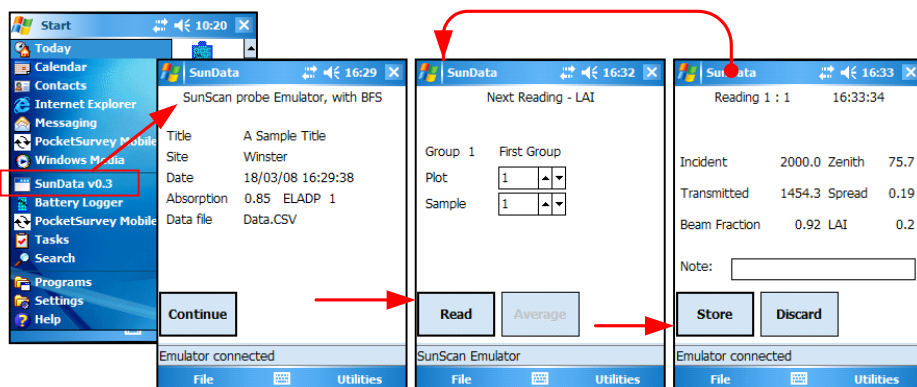 Start 10:20
Today
Calendar
Contacts
Internet Explorer
Messaging
PocketSurvey Mobile
Windows Media
SunData v0.3
Battery Logger
PocketSurvey Mobile
Tasks
Search
Programs
Settings
Help
SunData 16:29
SunScan probe Emulator, with BFS
Title A Sample Title
Site Winster
Date 18/03/08 16:29:38
Absorption 0.85 ELADP 1
Data file Data.CSV
Continue
Emulator connected
File Utilities
SunData 16:32
Next Reading - LAI
Group 1 First Group
Plot 1
Sample 1
Read Average
SunScan Emulator
File Utilities
SunData 16:33
Reading 1 : 1 16:33:34
Incident 2000.0 Zenith 75.7
Transmitted 1454.3 Spread 0.19
Beam Fraction 0.92 LAI 0.2
Note:
Store Discard
Emulator connected
File Utilities